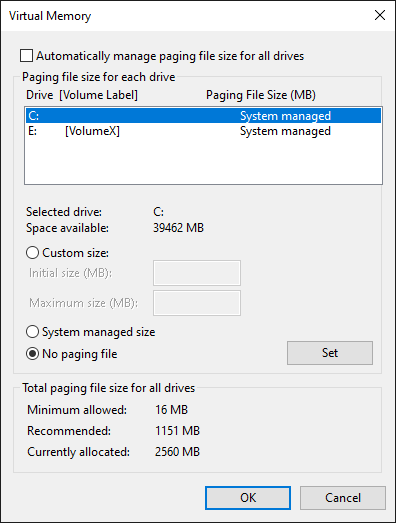 Virtual Memory
Automatically manage paging file size for all drives
Paging file size for each drive
Drive [Volume Label] Paging File Size (MB)
C: System managed
E: [VolumeX] System managed
Selected drive: C:
Space available: 39462 MB
Custom size:
Initial size (MB):
Maximum size (MB):
System managed size
No paging file
Set
Total paging file size for all drives
Minimum allowed: 16 MB
Recommended: 1151 MB
Currently allocated: 2560 MB
OK Cancel